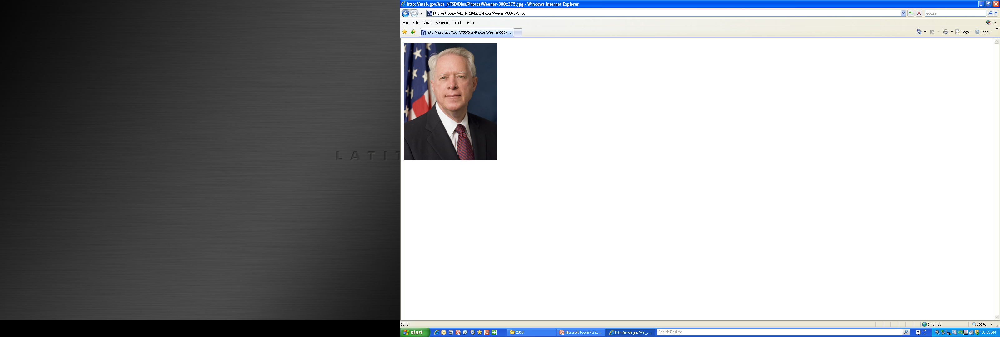 http://ntsb.gov/Abt_NTSB/Bios/Photos/Weener-300x375.jpg - Windows Internet Explorer
http://ntsb.gov/Abt_NTSB/Bios/Photos/Weener-300x375.jpg
Google
File Edit View Favorites Tools Help
http://ntsb.gov/Abt_NTSB/Bios/Photos/Weener-300x...
Page Tools
LATIT
Done
Internet
100%
start
2010
Microsoft PowerPoint...
http://ntsb.gov/Abt_...
Search Desktop
10:13 AM